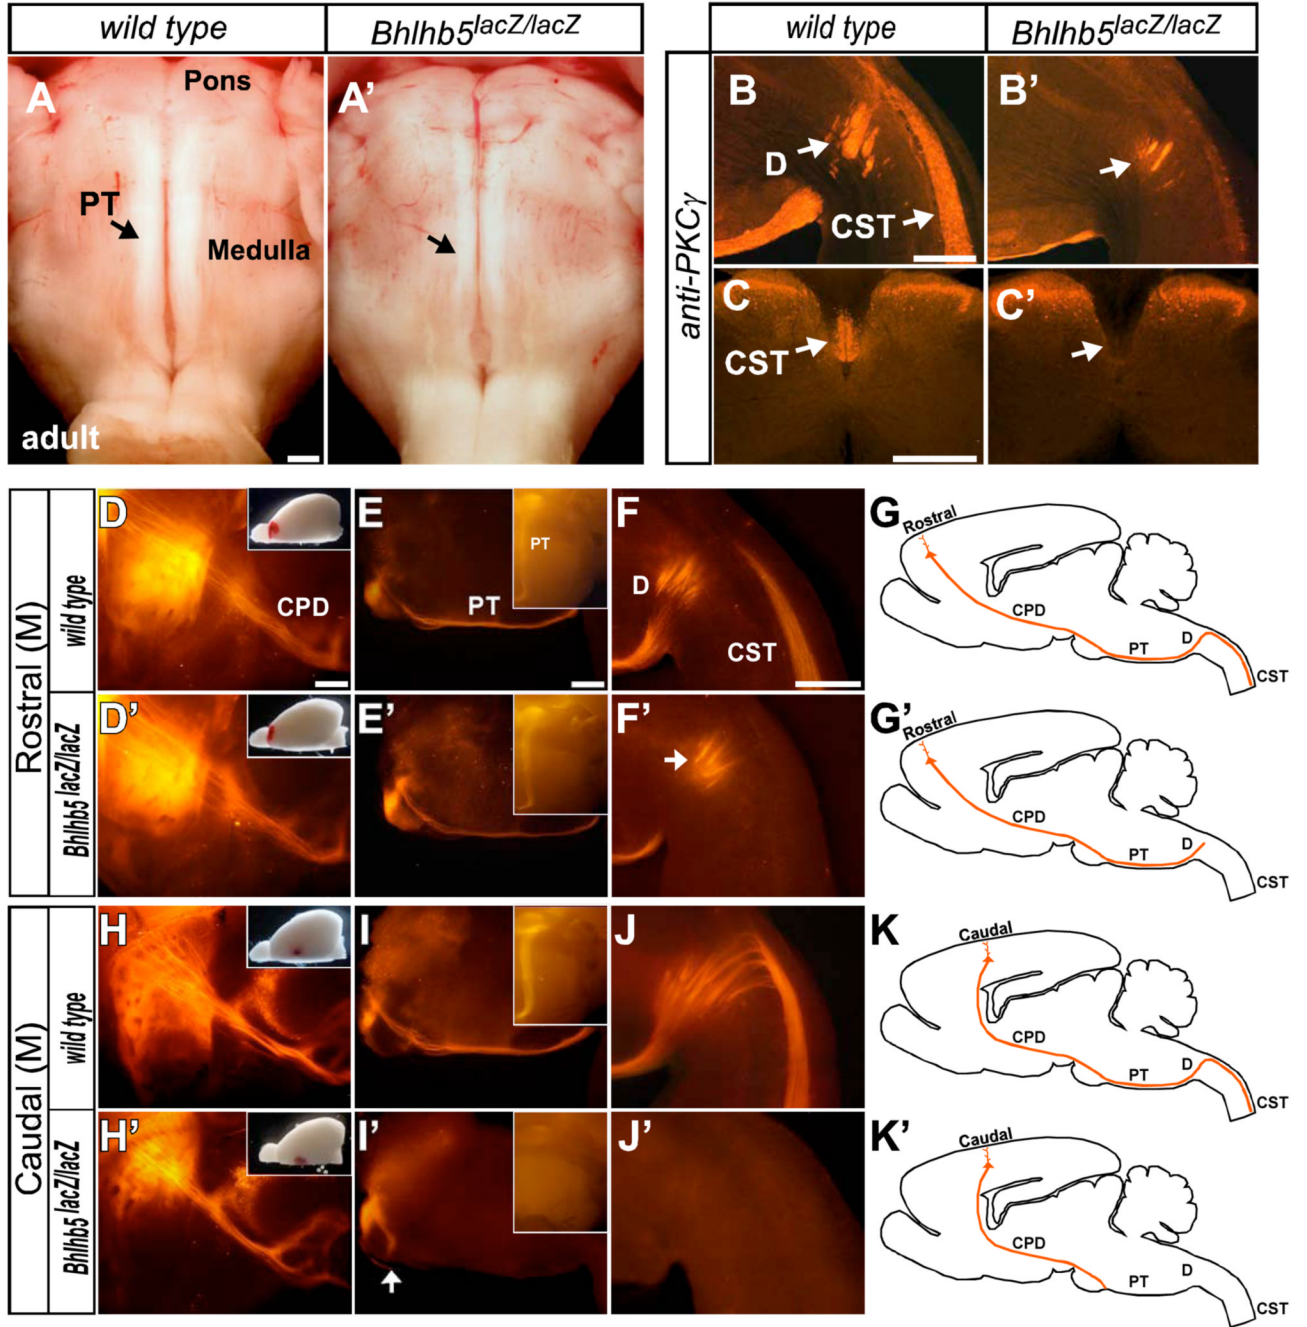 wild type
Bhlhb5lacZ/lacZ
A
Pons
PT
Medulla
adult
A'
wild type
Bhlhb5lacZ/lacZ
anti-PKCγ
B
D
CST
B'
C
CST
C'
Rostral (M)
wild type
D
CPD
E
PT
PT
F
D
CST
G
Rostral
CPD
PT
D
CST
Bhlhb5 lacZ/lacZ
D'
E'
F'
G'
Rostral
CPD
PT
D
CST
Caudal (M)
wild type
H
I
J
K
Caudal
CPD
PT
D
CST
Bhlhb5 lacZ/lacZ
H'
I'
J'
K'
Caudal
CPD
PT
D
CST